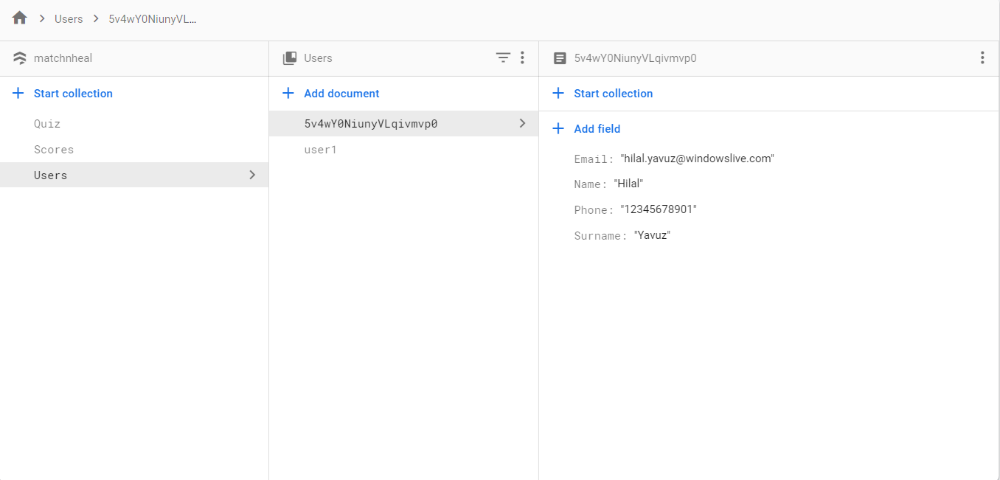 Users
5v4wY0NiunyVL...
matchnheal
Start collection
Quiz
Scores
Users
Users
Add document
5v4wY0NiunyVLqivmvp0
user1
5v4wY0NiunyVLqivmvp0
Start collection
Add field
Email: "hilal.yavuz@windowslive.com"
Name: "Hilal"
Phone: "12345678901"
Surname: "Yavuz"